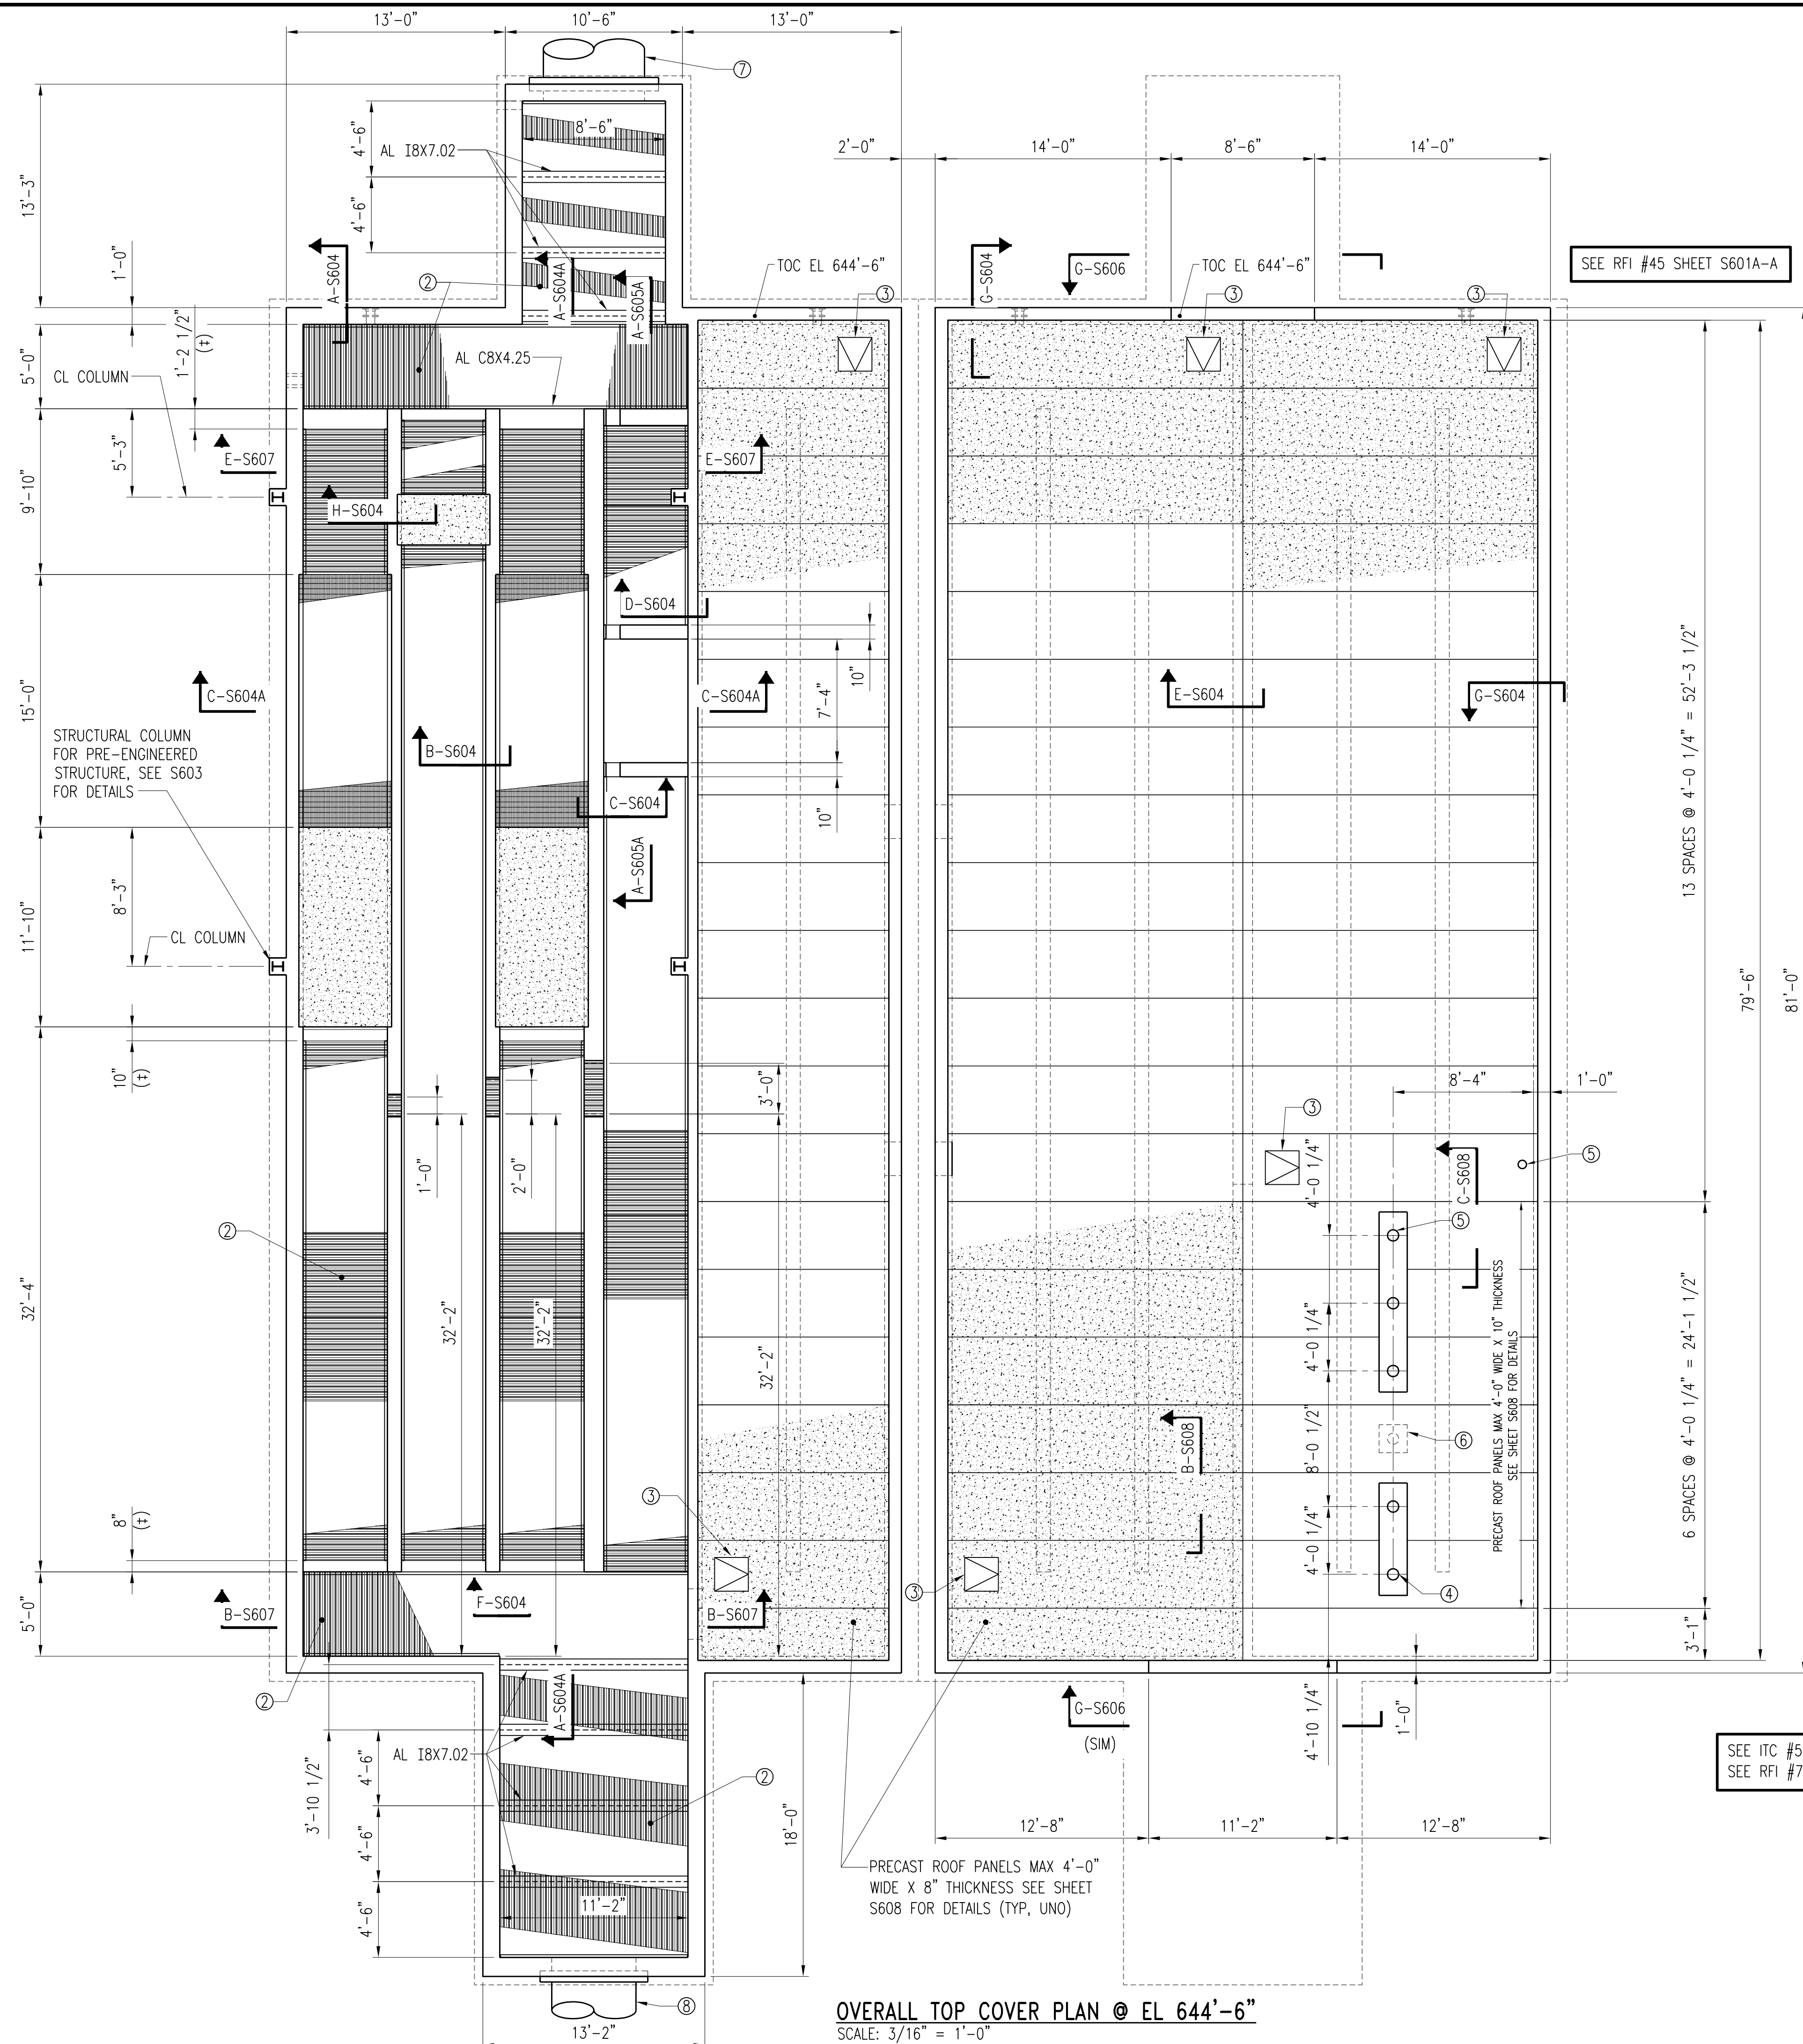 13'-0"
10'-6"
13'-0"
7
4'-6"
8'-6"
AL I8X7.02
2'-0"
14'-0"
8'-6"
14'-0"
13'-3"
4'-6"
1'-0"
A-S604
2
A-S604A
A-S605A
TOC EL 644'-6"
3
G-S604
G-S606
TOC EL 644'-6"
3
3
SEE RFI #45 SHEET S601A-A
5'-0"
1'-2 1/2"
(±)
CL COLUMN
AL C8X4.25
5'-3"
9'-10"
E-S607
E-S607
H-S604
D-S604
15'-0"
C-S604A
C-S604A
10"
7'-4"
E-S604
G-S604
13 SPACES @ 4'-0 1/4" = 52'-3 1/2"
STRUCTURAL COLUMN
FOR PRE-ENGINEERED
STRUCTURE, SEE S603
FOR DETAILS
B-S604
C-S604
10"
A-S605A
8'-3"
11'-10"
CL COLUMN
79'-6"
81'-0"
10"
(±)
3'-0"
8'-4"
1'-0"
1'-0"
2'-0"
3
4'-0 1/4"
C-S608
5
2
5
32'-4"
32'-2"
32'-2"
32'-2"
4'-0 1/4"
PRECAST ROOF PANELS MAX 4'-0" WIDE X 10" THICKNESS
SEE SHEET S608 FOR DETAILS
6 SPACES @ 4'-0 1/4" = 24'-1 1/2"
B-S608
8'-0 1/2"
6
8"
(±)
3
4'-0 1/4"
3
4
5'-0"
B-S607
F-S604
B-S607
3'-1"
2
A-S604A
G-S606
(SIM)
4'-10 1/4"
1'-0"
AL I8X7.02
3'-10 1/2"
4'-6"
2
SEE ITC #5
SEE RFI #7
4'-6"
18'-0"
12'-8"
11'-2"
12'-8"
4'-6"
11'-2"
PRECAST ROOF PANELS MAX 4'-0"
WIDE X 8" THICKNESS SEE SHEET
S608 FOR DETAILS (TYP, UNO)
8
13'-2"
OVERALL TOP COVER PLAN @ EL 644'-6"
SCALE: 3/16" = 1'-0"